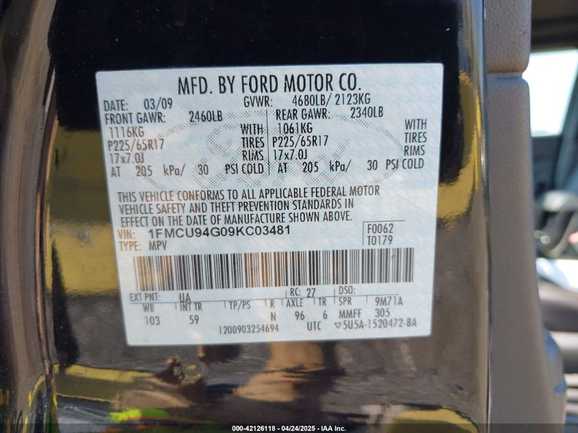 MFD. BY FORD MOTOR CO.
DATE: 03/09 GVWR: 4680LB/ 2123KG
FRONT GAWR: 2460LB REAR GAWR: 2340LB
1116KG WITH 1061KG WITH
P225/65R17 TIRES P225/65R17 TIRES
17x7.0J RIMS 17x7.0J RIMS
AT 205 kPa/ 30 PSI COLD AT 205 kPa/ 30 PSI COLD
THIS VEHICLE CONFORMS TO ALL APPLICABLE FEDERAL MOTOR
VEHICLE SAFETY AND THEFT PREVENTION STANDARDS IN
EFFECT ON THE DATE OF MANUFACTURE SHOWN ABOVE.
VIN: 1FMCU94G09KC03481 F0062
TYPE: MPV T0179
EXT PNT: UA RC: 27 DSO:
WB INT TR TP/PS R AXLE TR SPR 9M71A
103 59 N 96 6 MMFF 305
1200903254694 UTC 5U5A-1520472-BA
000-42126118 - 04/24/2025 - IAA Inc.